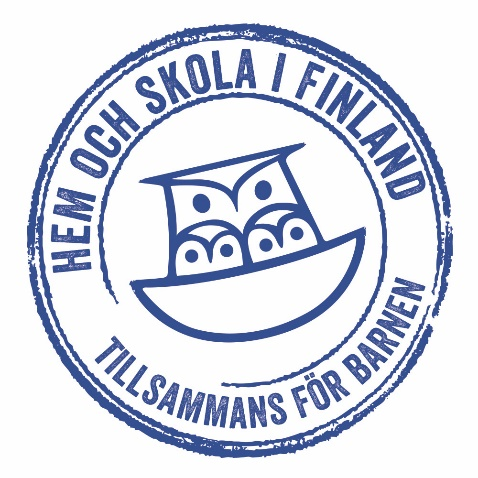 HEM OCH SKOLA I FINLAND
TILLSAMMANS FÖR BARNEN